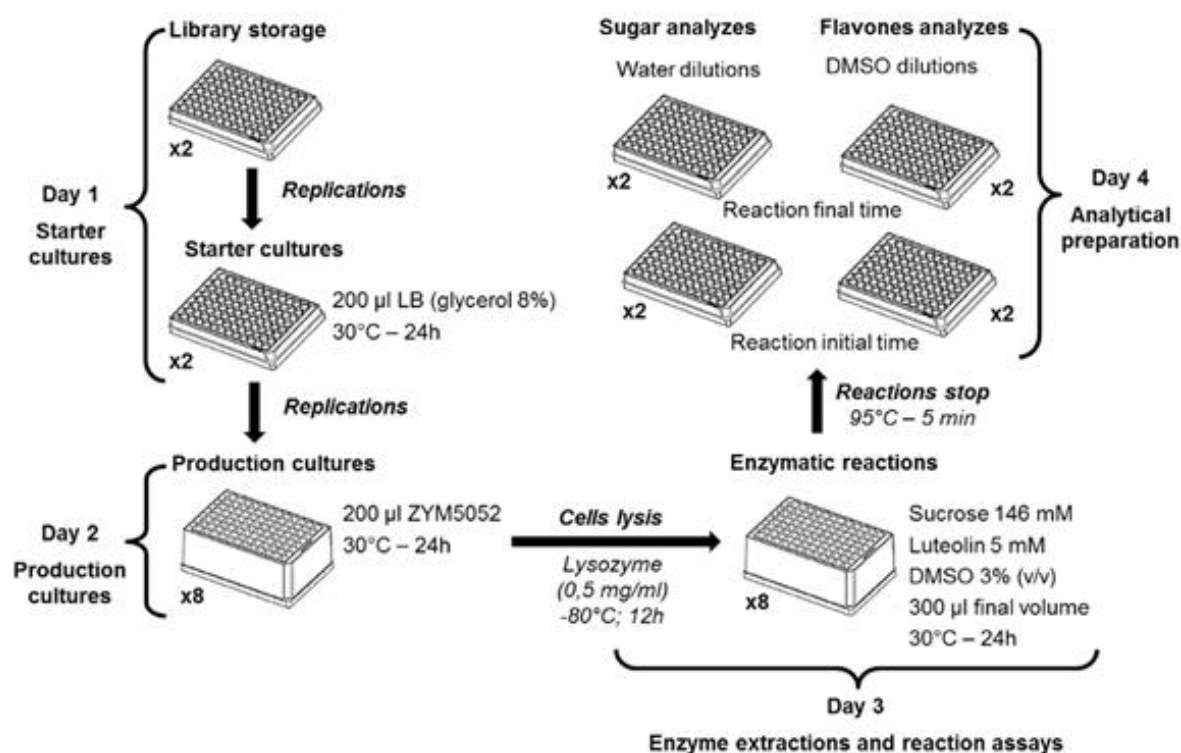 Library storage
x2
Replications
Day 1
Starter
cultures
Starter cultures
200 µl LB (glycerol 8%)
30°C – 24h
x2
Replications
Production cultures
Day 2
Production
cultures
200 µl ZYM5052
30°C – 24h
x8
Cells lysis
Lysozyme
(0,5 mg/ml)
-80°C; 12h
Enzymatic reactions
Sucrose 146 mM
Luteolin 5 mM
DMSO 3% (v/v)
300 µl final volume
30°C – 24h
x8
Day 3
Enzyme extractions and reaction assays
Reactions stop
95°C – 5 min
Sugar analyzes
Flavones analyzes
Water dilutions
DMSO dilutions
x2
x2
Reaction final time
x2
x2
Reaction initial time
Day 4
Analytical
preparation